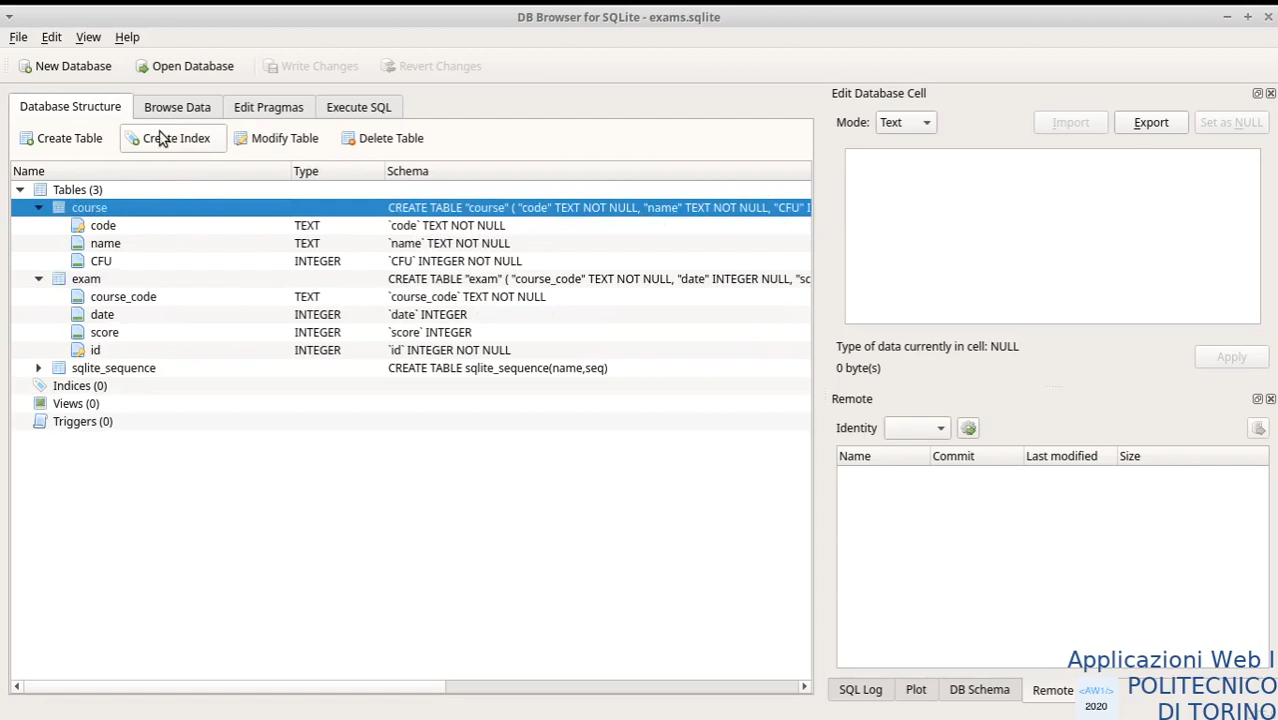 DB Browser for SQLite - exams.sqlite
File Edit View Help
New Database Open Database Write Changes Revert Changes
Database Structure Browse Data Edit Pragmas Execute SQL
Create Table Create Index Modify Table Delete Table
Name Type Schema
Tables (3)
course CREATE TABLE "course" ( "code" TEXT NOT NULL, "name" TEXT NOT NULL, "CFU" I
code TEXT `code` TEXT NOT NULL
name TEXT `name` TEXT NOT NULL
CFU INTEGER `CFU` INTEGER NOT NULL
exam CREATE TABLE "exam" ( "course_code" TEXT NOT NULL, "date" INTEGER NULL, "sc
course_code TEXT `course_code` TEXT NOT NULL
date INTEGER `date` INTEGER
score INTEGER `score` INTEGER
id INTEGER `id` INTEGER NOT NULL
sqlite_sequence CREATE TABLE sqlite_sequence(name,seq)
Indices (0)
Views (0)
Triggers (0)
Edit Database Cell
Mode: Text Import Export Set as NULL
Type of data currently in cell: NULL
0 byte(s)
Apply
Remote
Identity
Name Commit Last modified Size
SQL Log Plot DB Schema Remote
Applicazioni Web I
POLITECNICO
DI TORINO
<AW1/>
2020